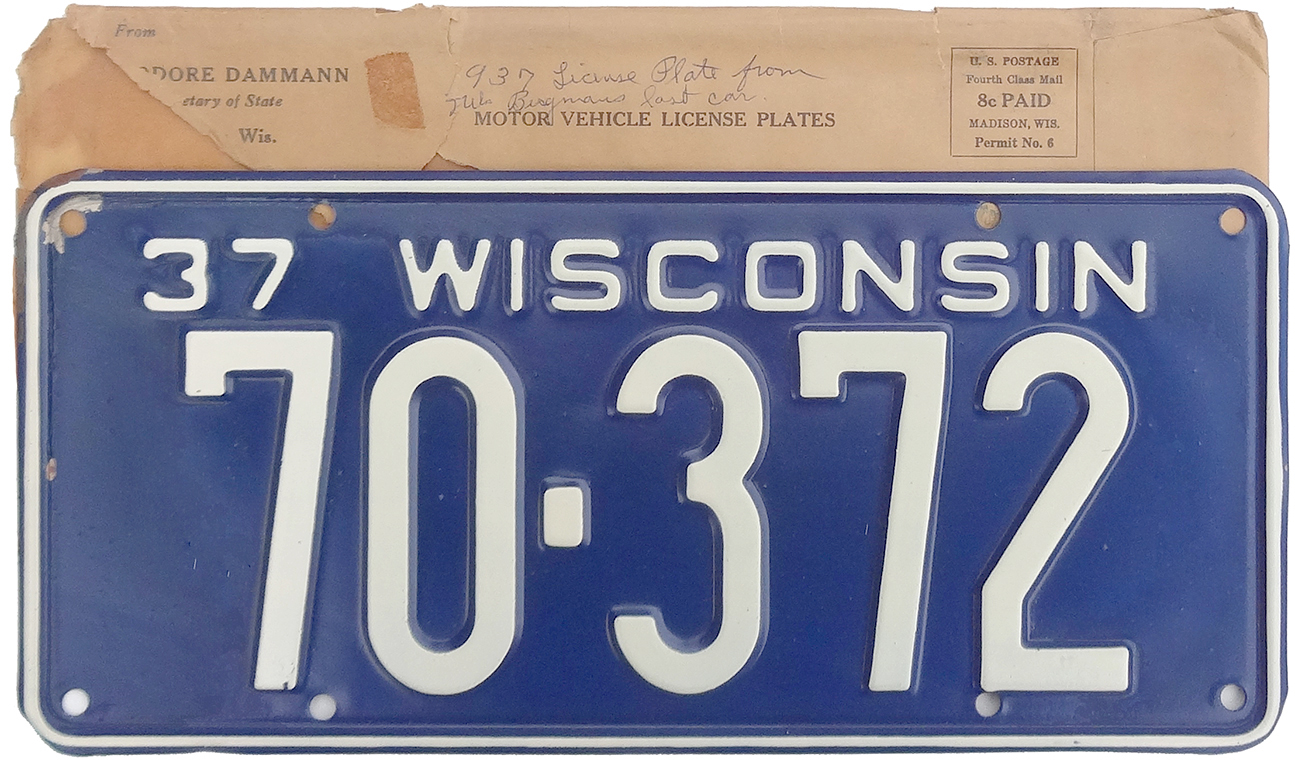 From
ODORE DAMMANN
etary of State
Wis.
937 License Plate from
last car.
MOTOR VEHICLE LICENSE PLATES
U. S. POSTAGE
Fourth Class Mail
8c PAID
MADISON, WIS.
Permit No. 6
37 WISCONSIN
70·372